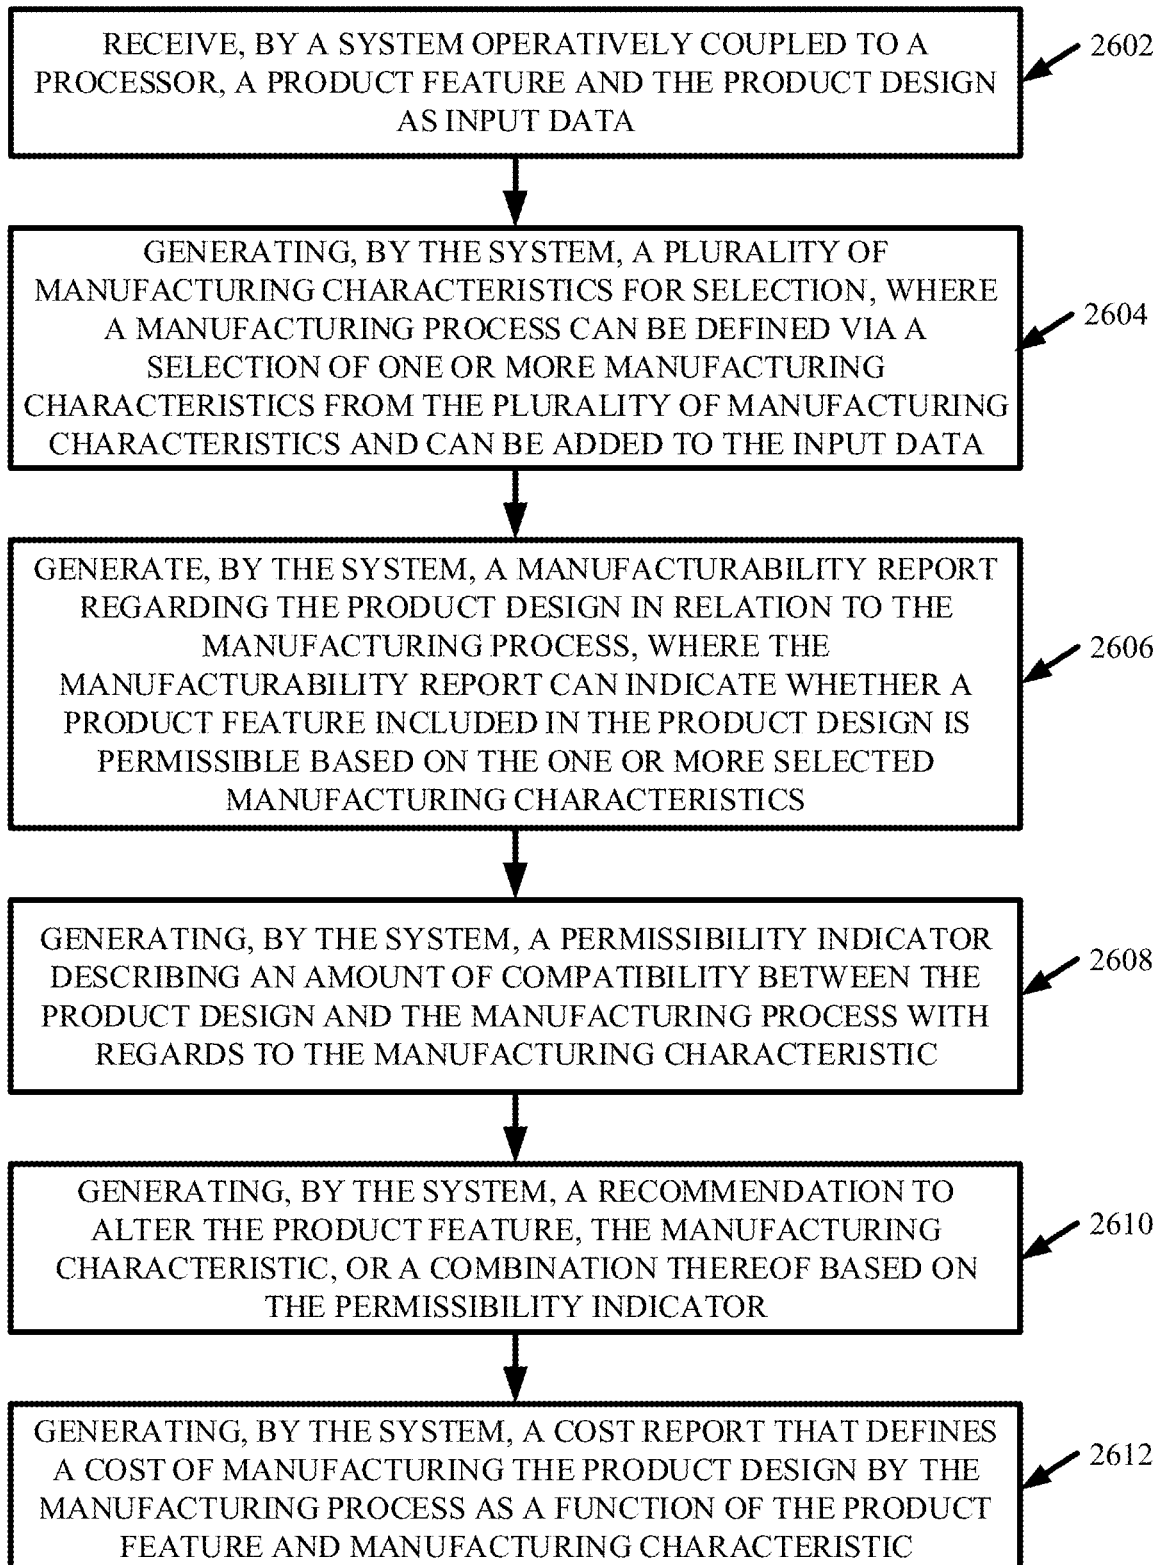 RECEIVE, BY A SYSTEM OPERATIVELY COUPLED TO A
PROCESSOR, A PRODUCT FEATURE AND THE PRODUCT DESIGN
AS INPUT DATA
2602
GENERATING, BY THE SYSTEM, A PLURALITY OF
MANUFACTURING CHARACTERISTICS FOR SELECTION, WHERE
A MANUFACTURING PROCESS CAN BE DEFINED VIA A
SELECTION OF ONE OR MORE MANUFACTURING
CHARACTERISTICS FROM THE PLURALITY OF MANUFACTURING
CHARACTERISTICS AND CAN BE ADDED TO THE INPUT DATA
2604
GENERATE, BY THE SYSTEM, A MANUFACTURABILITY REPORT
REGARDING THE PRODUCT DESIGN IN RELATION TO THE
MANUFACTURING PROCESS, WHERE THE
MANUFACTURABILITY REPORT CAN INDICATE WHETHER A
PRODUCT FEATURE INCLUDED IN THE PRODUCT DESIGN IS
PERMISSIBLE BASED ON THE ONE OR MORE SELECTED
MANUFACTURING CHARACTERISTICS
2606
GENERATING, BY THE SYSTEM, A PERMISSIBILITY INDICATOR
DESCRIBING AN AMOUNT OF COMPATIBILITY BETWEEN THE
PRODUCT DESIGN AND THE MANUFACTURING PROCESS WITH
REGARDS TO THE MANUFACTURING CHARACTERISTIC
2608
GENERATING, BY THE SYSTEM, A RECOMMENDATION TO
ALTER THE PRODUCT FEATURE, THE MANUFACTURING
CHARACTERISTIC, OR A COMBINATION THEREOF BASED ON
THE PERMISSIBILITY INDICATOR
2610
GENERATING, BY THE SYSTEM, A COST REPORT THAT DEFINES
A COST OF MANUFACTURING THE PRODUCT DESIGN BY THE
MANUFACTURING PROCESS AS A FUNCTION OF THE PRODUCT
FEATURE AND MANUFACTURING CHARACTERISTIC
2612